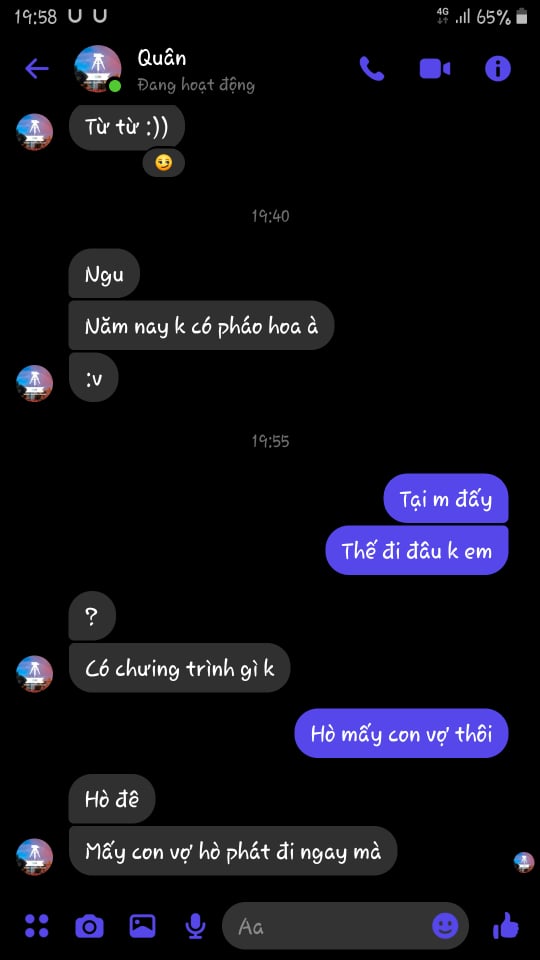 19:58
4G
65%
Quân
Đang hoạt động
Từ từ :))
19:40
Ngu
Năm nay k có pháo hoa à
:v
19:55
Tại m đấy
Thế đi đâu k em
?
Có chưing trình gì k
Hò mấy con vợ thôi
Hò đê
Mấy con vợ hò phát đi ngay mà
Aa